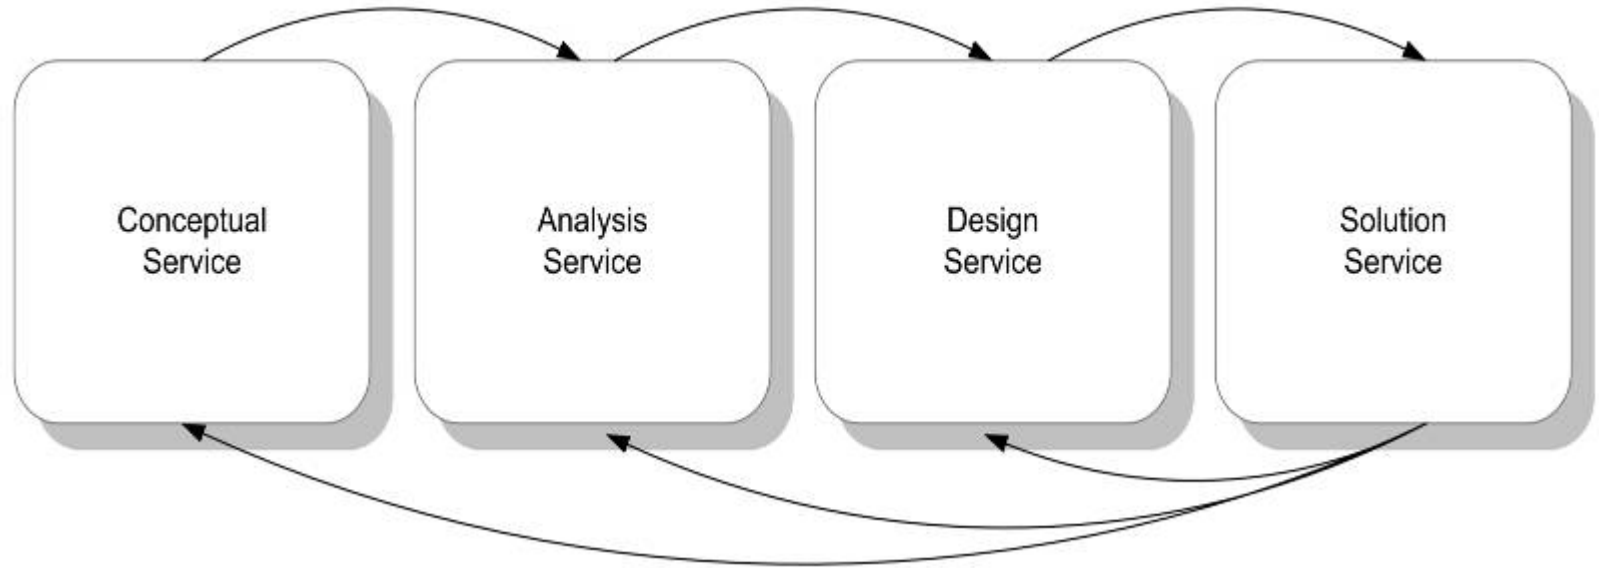 Conceptual
Service
Analysis
Service
Design
Service
Solution
Service